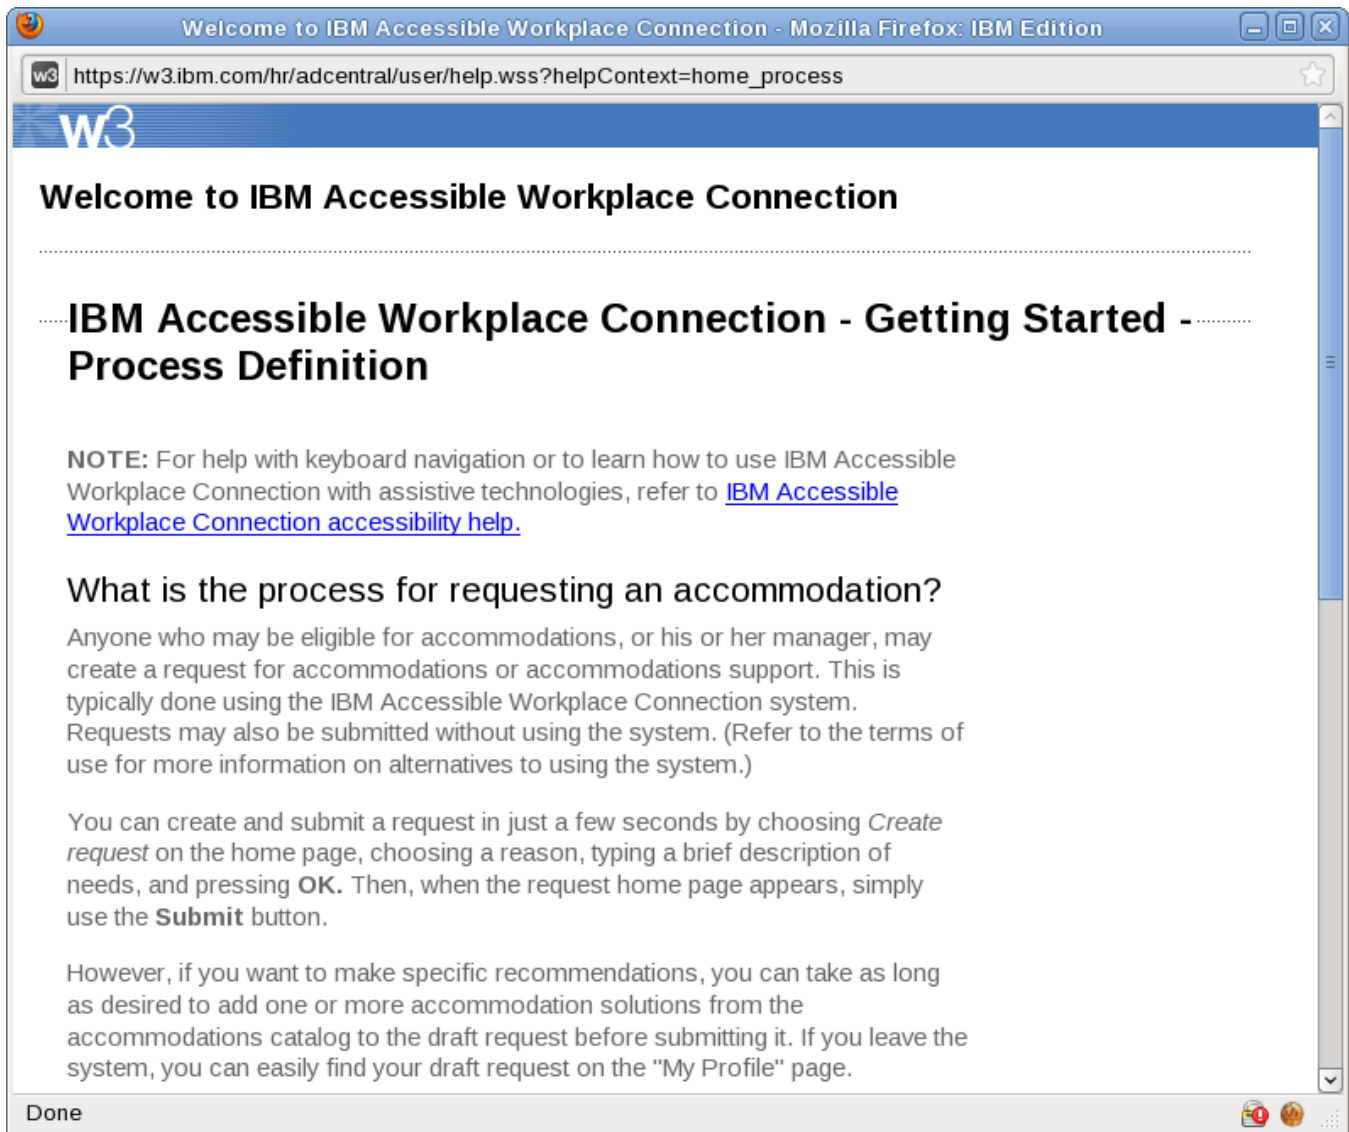 Welcome to IBM Accessible Workplace Connection - Mozilla Firefox: IBM Edition
w3 https://w3.ibm.com/hr/adcentral/user/help.wss?helpContext=home_process
w3
Welcome to IBM Accessible Workplace Connection
IBM Accessible Workplace Connection - Getting Started -
Process Definition
NOTE: For help with keyboard navigation or to learn how to use IBM Accessible
Workplace Connection with assistive technologies, refer to IBM Accessible
Workplace Connection accessibility help.
What is the process for requesting an accommodation?
Anyone who may be eligible for accommodations, or his or her manager, may
create a request for accommodations or accommodations support. This is
typically done using the IBM Accessible Workplace Connection system.
Requests may also be submitted without using the system. (Refer to the terms of
use for more information on alternatives to using the system.)
You can create and submit a request in just a few seconds by choosing Create
request on the home page, choosing a reason, typing a brief description of
needs, and pressing OK. Then, when the request home page appears, simply
use the Submit button.
However, if you want to make specific recommendations, you can take as long
as desired to add one or more accommodation solutions from the
accommodations catalog to the draft request before submitting it. If you leave the
system, you can easily find your draft request on the "My Profile" page.
Done